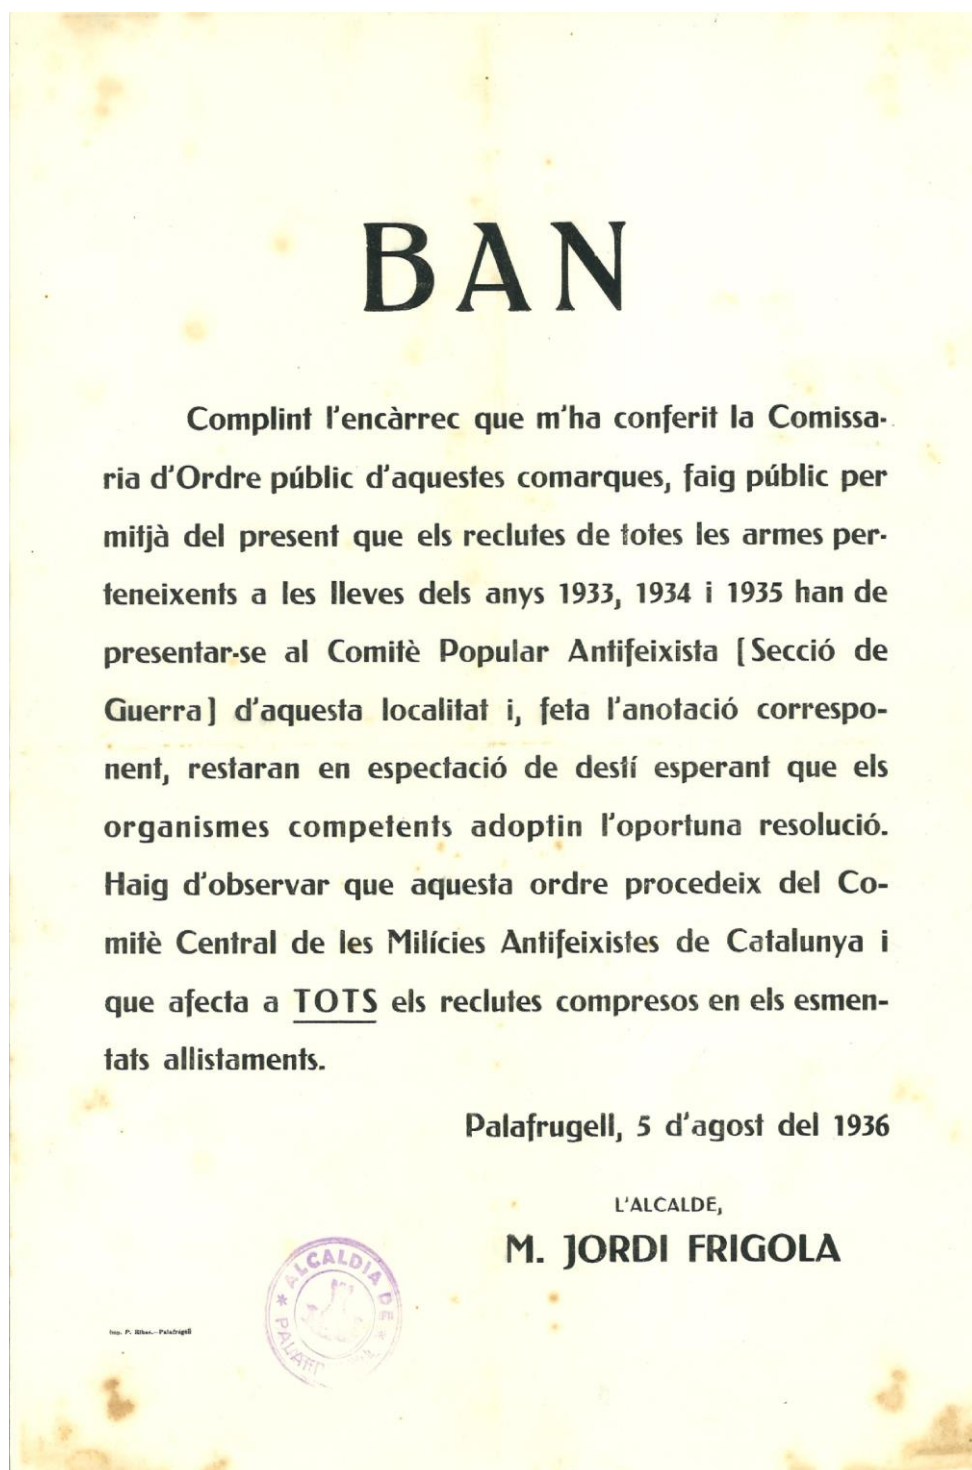 BAN
Complint l'encàrrec que m'ha conferit la Comissa-
ria d'Ordre públic d'aquestes comarques, faig públic per
mitjà del present que els reclutes de totes les armes per-
teneixents a les lleves dels anys 1933, 1934 i 1935 han de
presentar-se al Comitè Popular Antifeixista [Secció de
Guerra] d'aquesta localitat i, feta l'anotació correspo-
nent, restaran en espectació de destí esperant que els
organismes competents adoptin l'oportuna resolució.
Haig d'observar que aquesta ordre procedeix del Co-
mitè Central de les Milícies Antifeixistes de Catalunya i
que afecta a TOTS els reclutes compresos en els esmen-
tats allistaments.
Palafrugell, 5 d'agost del 1936
L'ALCALDE,
M. JORDI FRIGOLA
ALCALDIA DE
Imp. P. Ribas.-Palafrugell